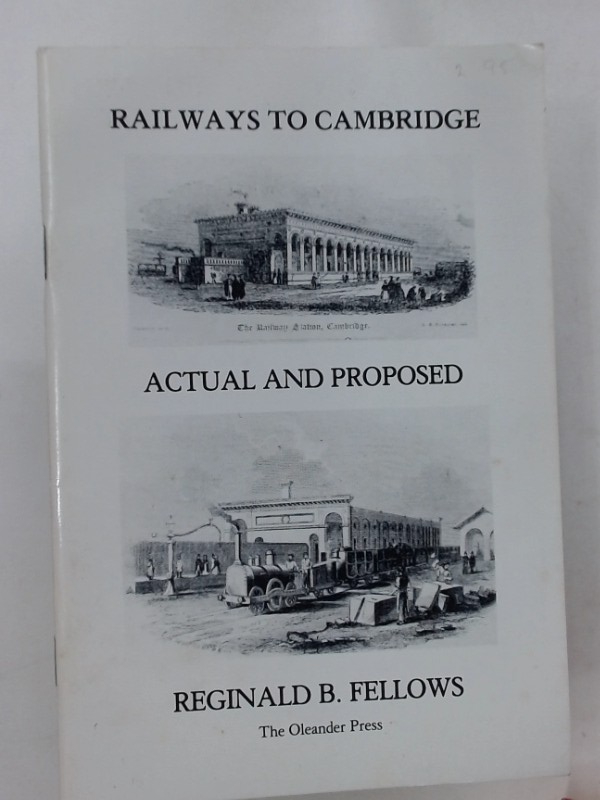 RAILWAYS TO CAMBRIDGE
The Railway Station, Cambridge.
ACTUAL AND PROPOSED
REGINALD B. FELLOWS
The Oleander Press